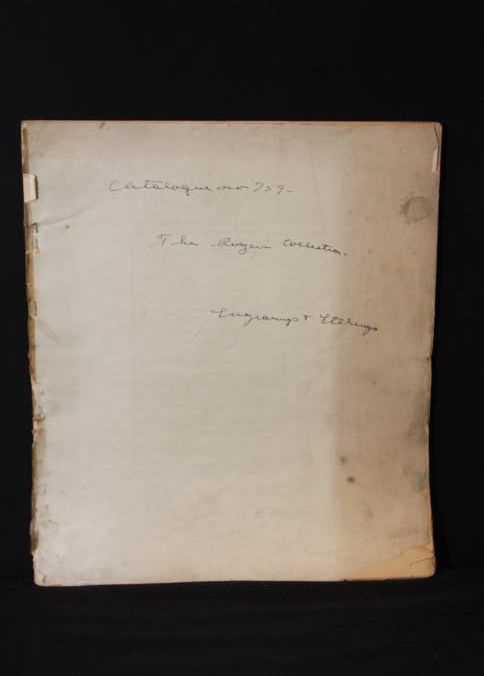 Catalogue no 759.
The Rogers Collection.
Engravings & Etchings